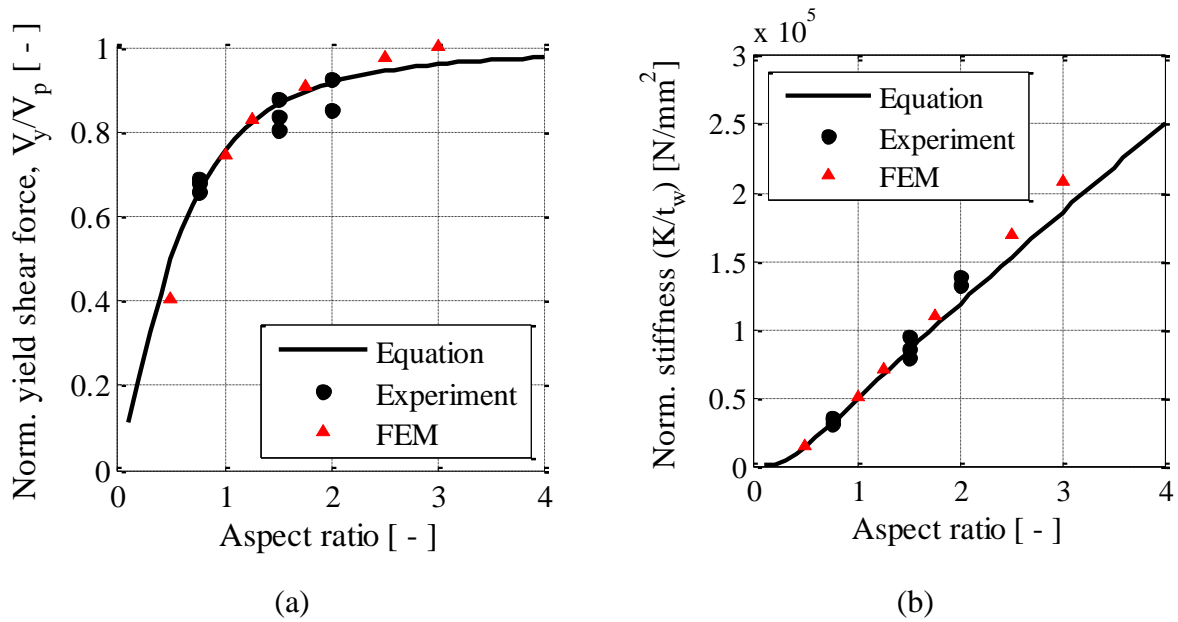 Norm. yield shear force, V_y/V_p [ - ]
1
0.8
0.6
0.4
0.2
0
0 1 2 3 4
Aspect ratio [ - ]
Equation
Experiment
FEM
(a)
x 10^5
Norm. stiffness (K/t_w) [N/mm^2]
3
2.5
2
1.5
1
0.5
0
0 1 2 3 4
Aspect ratio [ - ]
Equation
Experiment
FEM
(b)